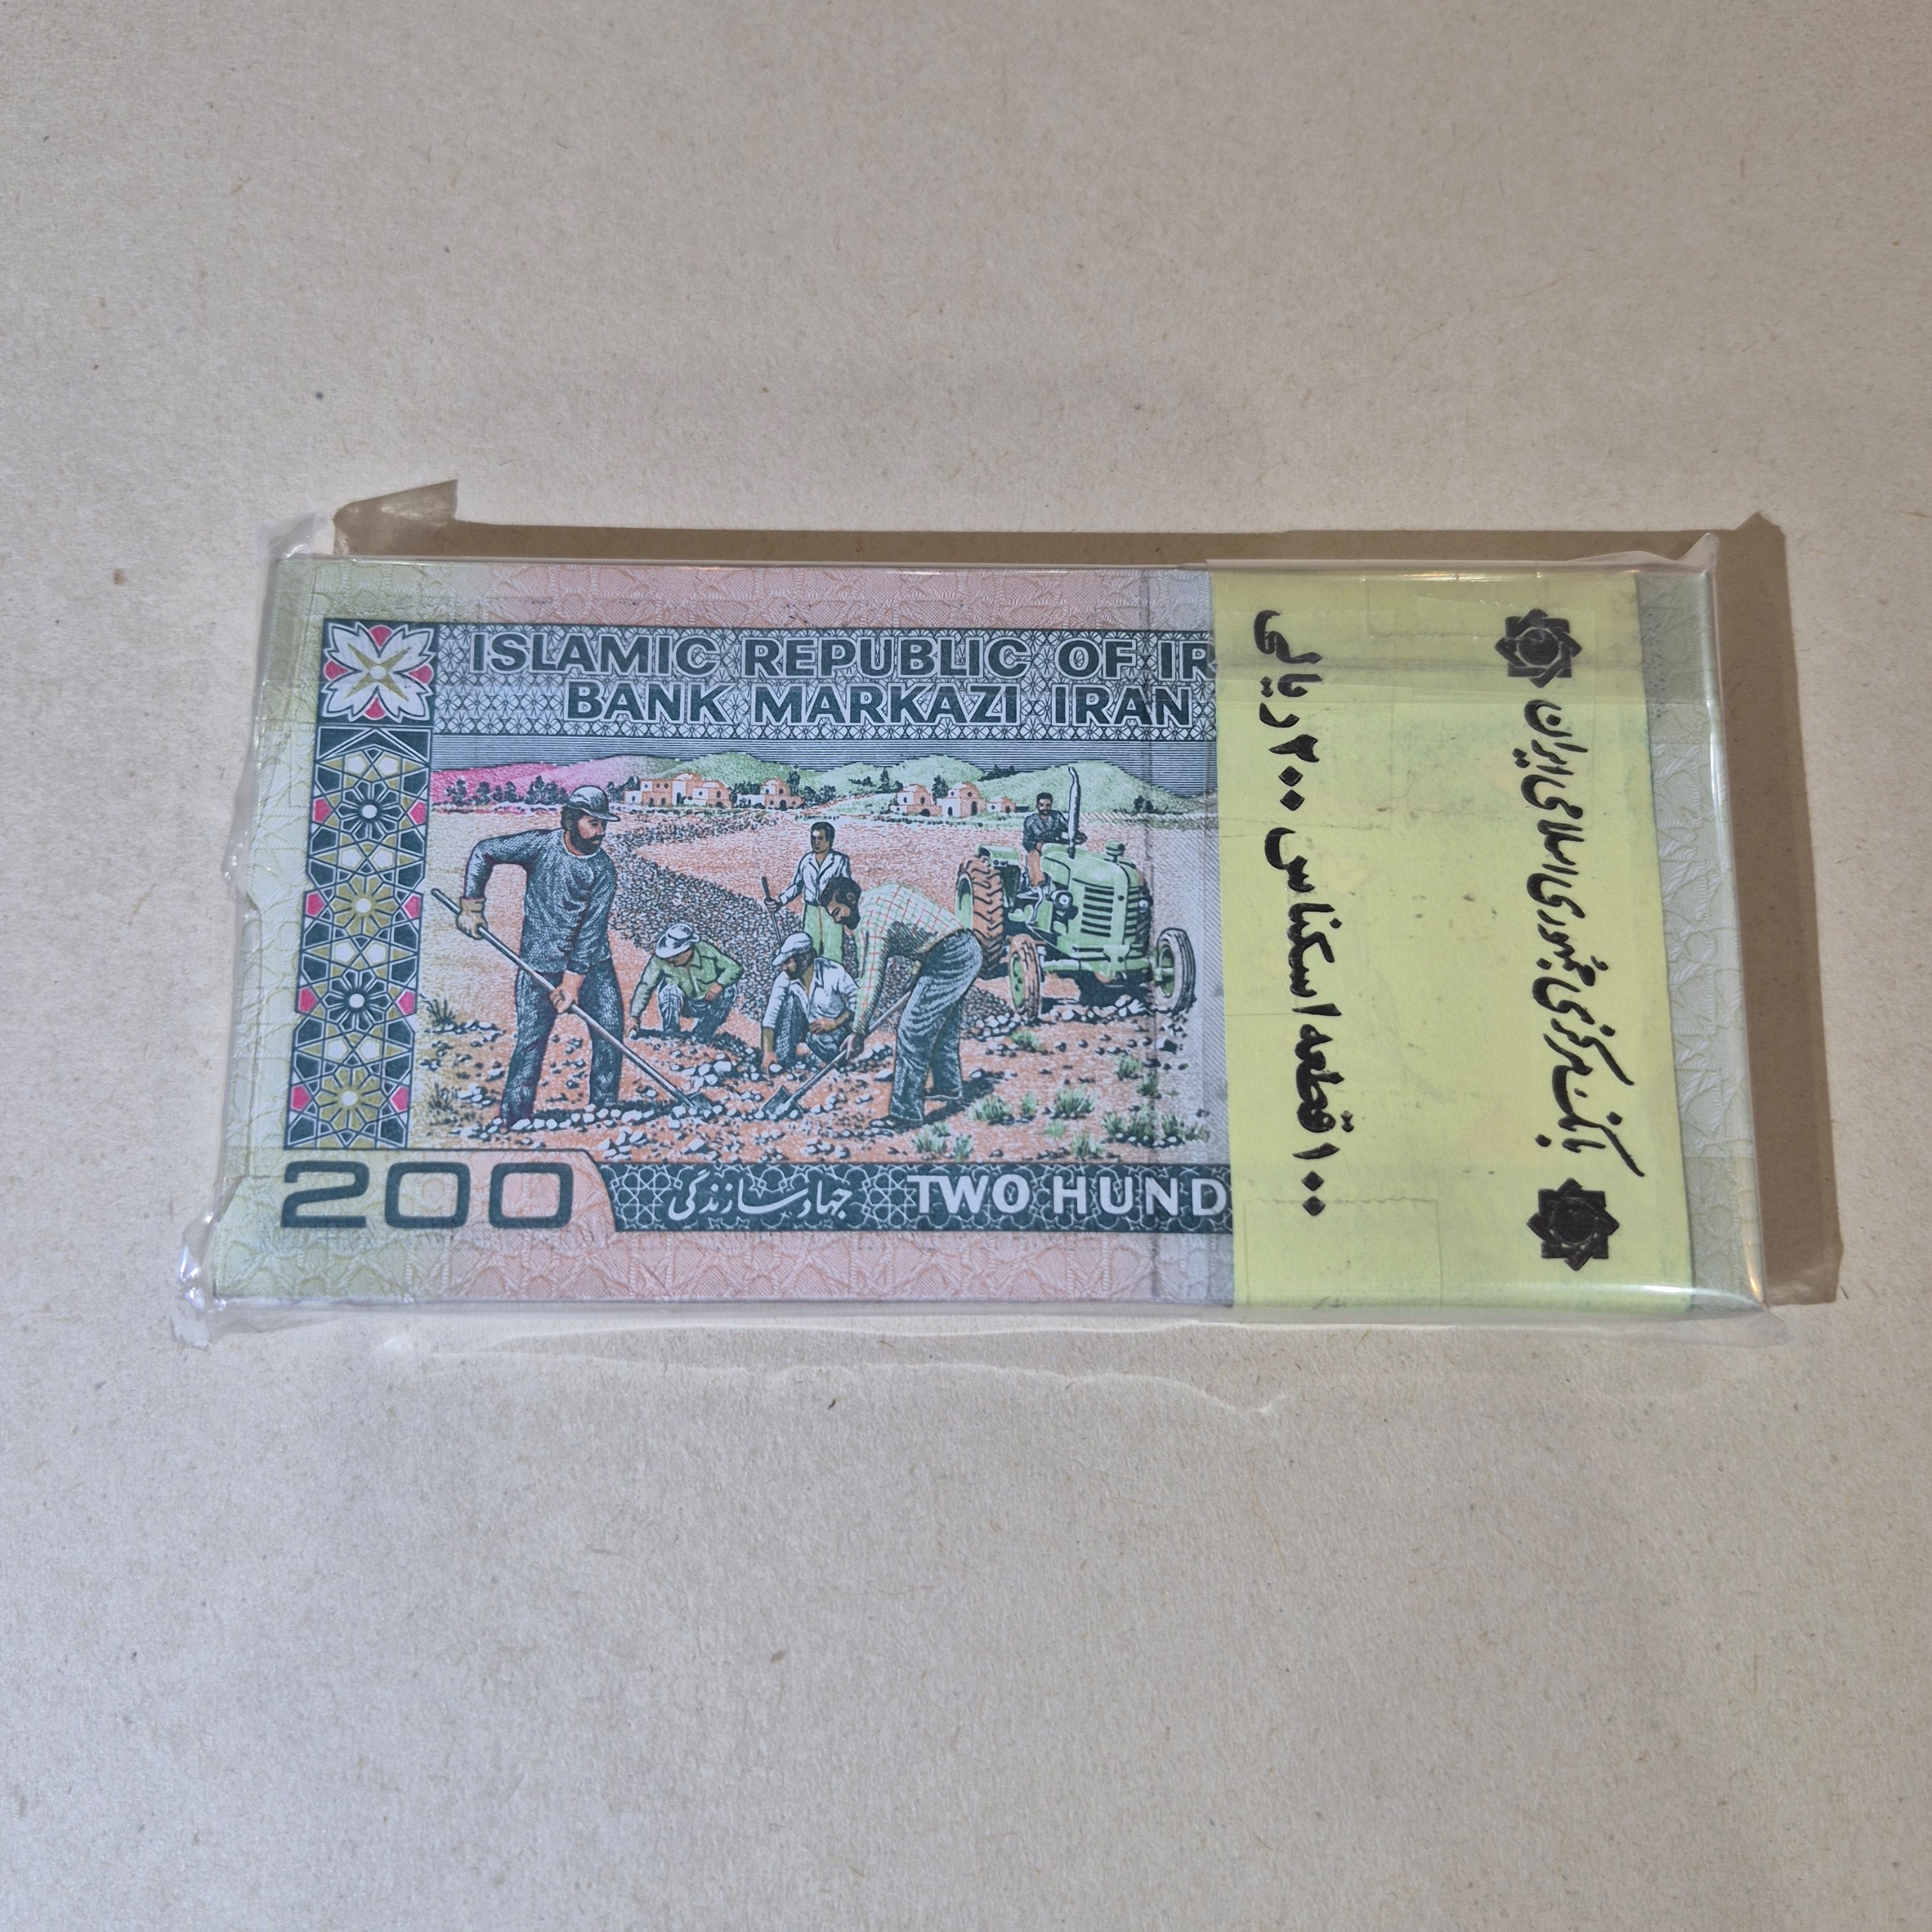 ISLAMIC REPUBLIC OF IR
BANK MARKAZI IRAN
200
جهاد سازندگی
TWO HUND
بانک مرکزی جمهوری اسلامی ایران
۱۰۰ قطعه اسکناس ۲۰۰ ریالی